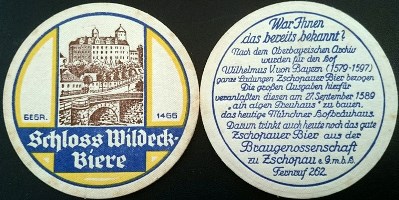 GEGR. 1466
Schloss Wildeck-
Biere
War Ihnen
das bereits bekannt?
Nach dem Oberbayerischen Archiv
wurden für den Hof
Wilhelmus V. von Bayern (1579-1597)
ganze Ladungen Zschopauer Bier bezogen
Die großen Ausgaben hiefür
veranlaßten diesen am 27. September 1589
"ain aigen Preuhaus" zu bauen,
das heutige Münchner Hofbräuhaus.
Darum trinkt auch heute noch das gute
Zschopauer Bier aus der
Braugenossenschaft
zu Zschopau e.G.m.b.H.
Fernruf 262